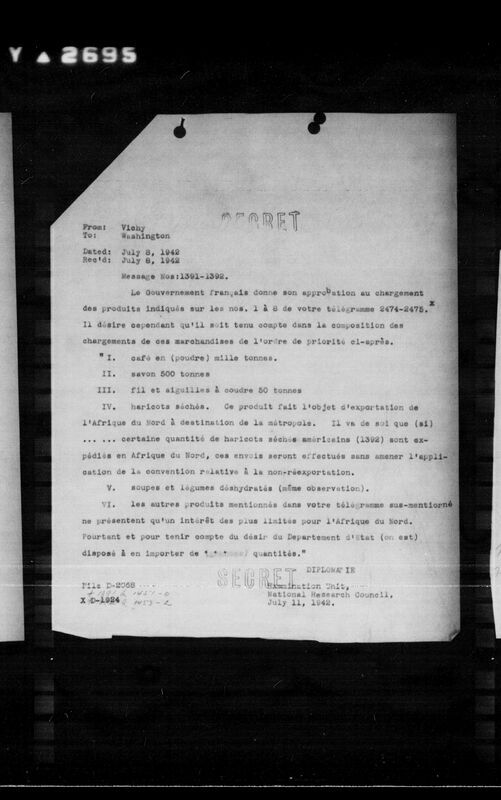 Y ▲ 2695
SECRET
From: Vichy
To: Washington
Dated: July 8, 1942
Rec'd: July 8, 1942
Message Nos:1391-1392.
Le Gouvernement français donne son approbation au chargement
des produits indiqués sur les nos. 1 à 8 de votre télégramme 2474-2475.x
Il désire cependant qu'il soit tenu compte dans la composition des
chargements de ces marchandises de l'ordre de priorité ci-après.
"I. café en (poudre) mille tonnes.
II. savon 500 tonnes
III. fil et aiguilles à coudre 50 tonnes
IV. haricots séchés. Ce produit fait l'objet d'exportation de
l'Afrique du Nord à destination de la métropole. Il va de soi que (si)
... ... certaine quantité de haricots séchés américains (1392) sont ex-
pédiés en Afrique du Nord, ces envois seront effectués sans amener l'appli-
cation de la convention relative à la non-réexportation.
V. soupes et légumes déshydratés (même observation).
VI. les autres produits mentionnés dans votre télégramme sus-mentionné
ne présentent qu'un intérêt des plus limités pour l'Afrique du Nord.
Pourtant et pour tenir compte du désir du Departement d'Etat (on est)
disposé à en importer de quantités."
DIPLOMATIE
SECRET
File D-2068
Examination Unit,
National Research Council,
X D-1924
July 11, 1942.